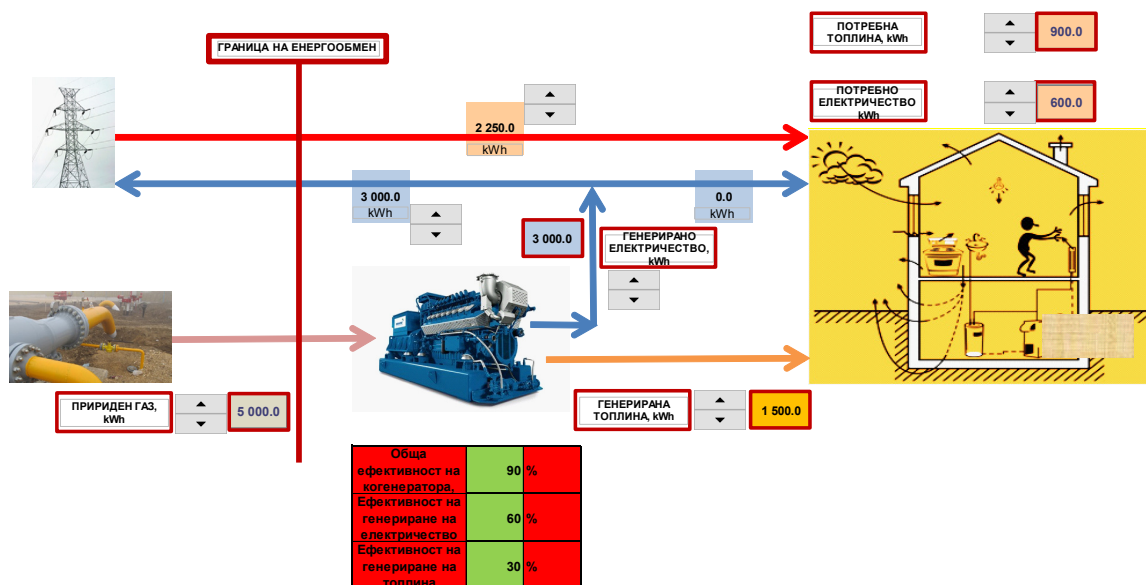 ГРАНИЦА НА ЕНЕРГООБМЕН
ПОТРЕБНА
ТОПЛИНА, kWh
900.0
ПОТРЕБНО
ЕЛЕКТРИЧЕСТВО
kWh
600.0
2 250.0
kWh
3 000.0
kWh
0.0
kWh
3 000.0
ГЕНЕРИРАНО
ЕЛЕКТРИЧЕСТВО,
kWh
ПРИРИДЕН ГАЗ,
kWh
5 000.0
ГЕНЕРИРАНА
ТОПЛИНА, kWh
1 500.0
Обща
ефективност на
когенератора,
90 %
Ефективност на
генериране на
електричество
60 %
Ефективност на
генериране на
топлина
30 %